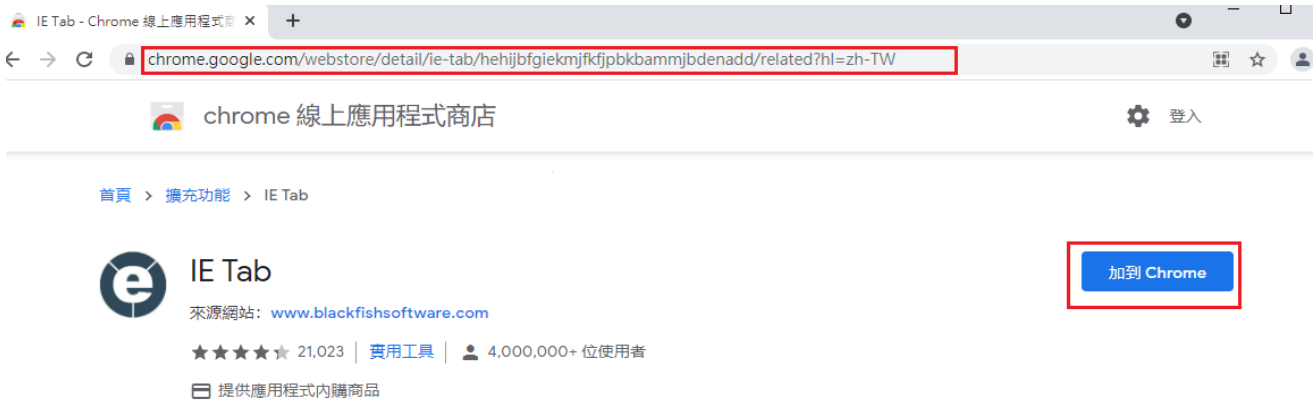 IE Tab - Chrome 線上應用程式商
chrome.google.com/webstore/detail/ie-tab/hehijbfgiekmjfkfjpbkbammjbdenadd/related?hl=zh-TW
chrome 線上應用程式商店
登入
首頁 > 擴充功能 > IE Tab
IE Tab
加到 Chrome
來源網站: www.blackfishsoftware.com
21,023 | 實用工具 | 4,000,000+ 位使用者
提供應用程式內購商品